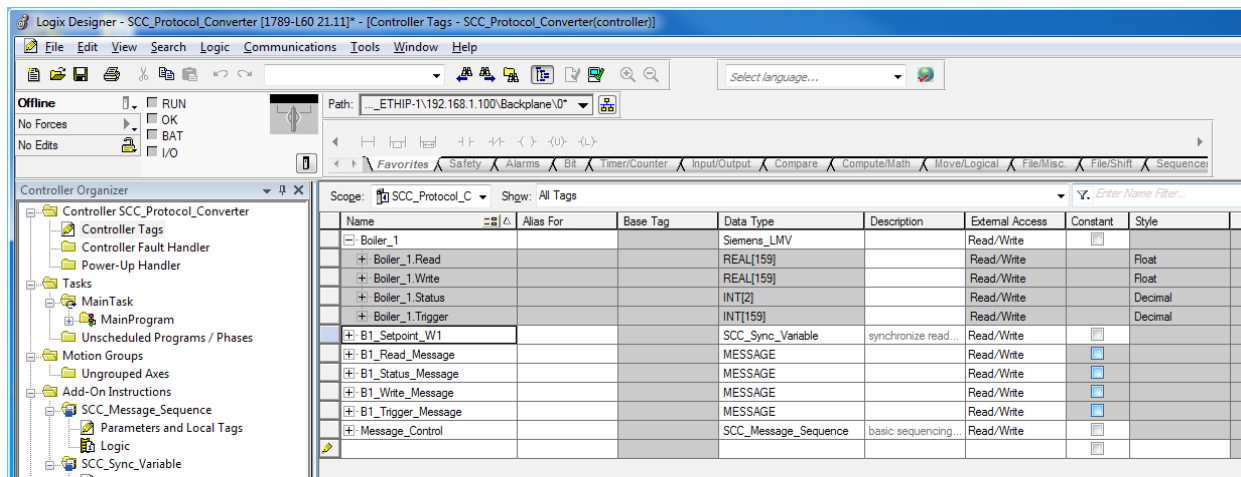 Logix Designer - SCC_Protocol_Converter [1789-L60 21.11]* - [Controller Tags - SCC_Protocol_Converter(controller)]
File Edit View Search Logic Communications Tools Window Help
Select language...
Offline RUN
No Forces OK
No Edits BAT
I/O
Path: ..._ETHIP-1\192.168.1.100\Backplane\0*
Favorites Safety Alarms Bit Timer/Counter Input/Output Compare Compute/Math Move/Logical File/Misc. File/Shift Sequencer
Controller Organizer
Controller SCC_Protocol_Converter
Controller Tags
Controller Fault Handler
Power-Up Handler
Tasks
MainTask
MainProgram
Unscheduled Programs / Phases
Motion Groups
Ungrouped Axes
Add-On Instructions
SCC_Message_Sequence
Parameters and Local Tags
Logic
SCC_Sync_Variable
Scope: SCC_Protocol_C Show: All Tags Enter Name Filter...
Name Alias For Base Tag Data Type Description External Access Constant Style
Boiler_1 Siemens_LMV Read/Write
Boiler_1.Read REAL[159] Read/Write Float
Boiler_1.Write REAL[159] Read/Write Float
Boiler_1.Status INT[2] Read/Write Decimal
Boiler_1.Trigger INT[159] Read/Write Decimal
B1_Setpoint_W1 SCC_Sync_Variable synchronize read... Read/Write
B1_Read_Message MESSAGE Read/Write
B1_Status_Message MESSAGE Read/Write
B1_Write_Message MESSAGE Read/Write
B1_Trigger_Message MESSAGE Read/Write
Message_Control SCC_Message_Sequence basic sequencing... Read/Write